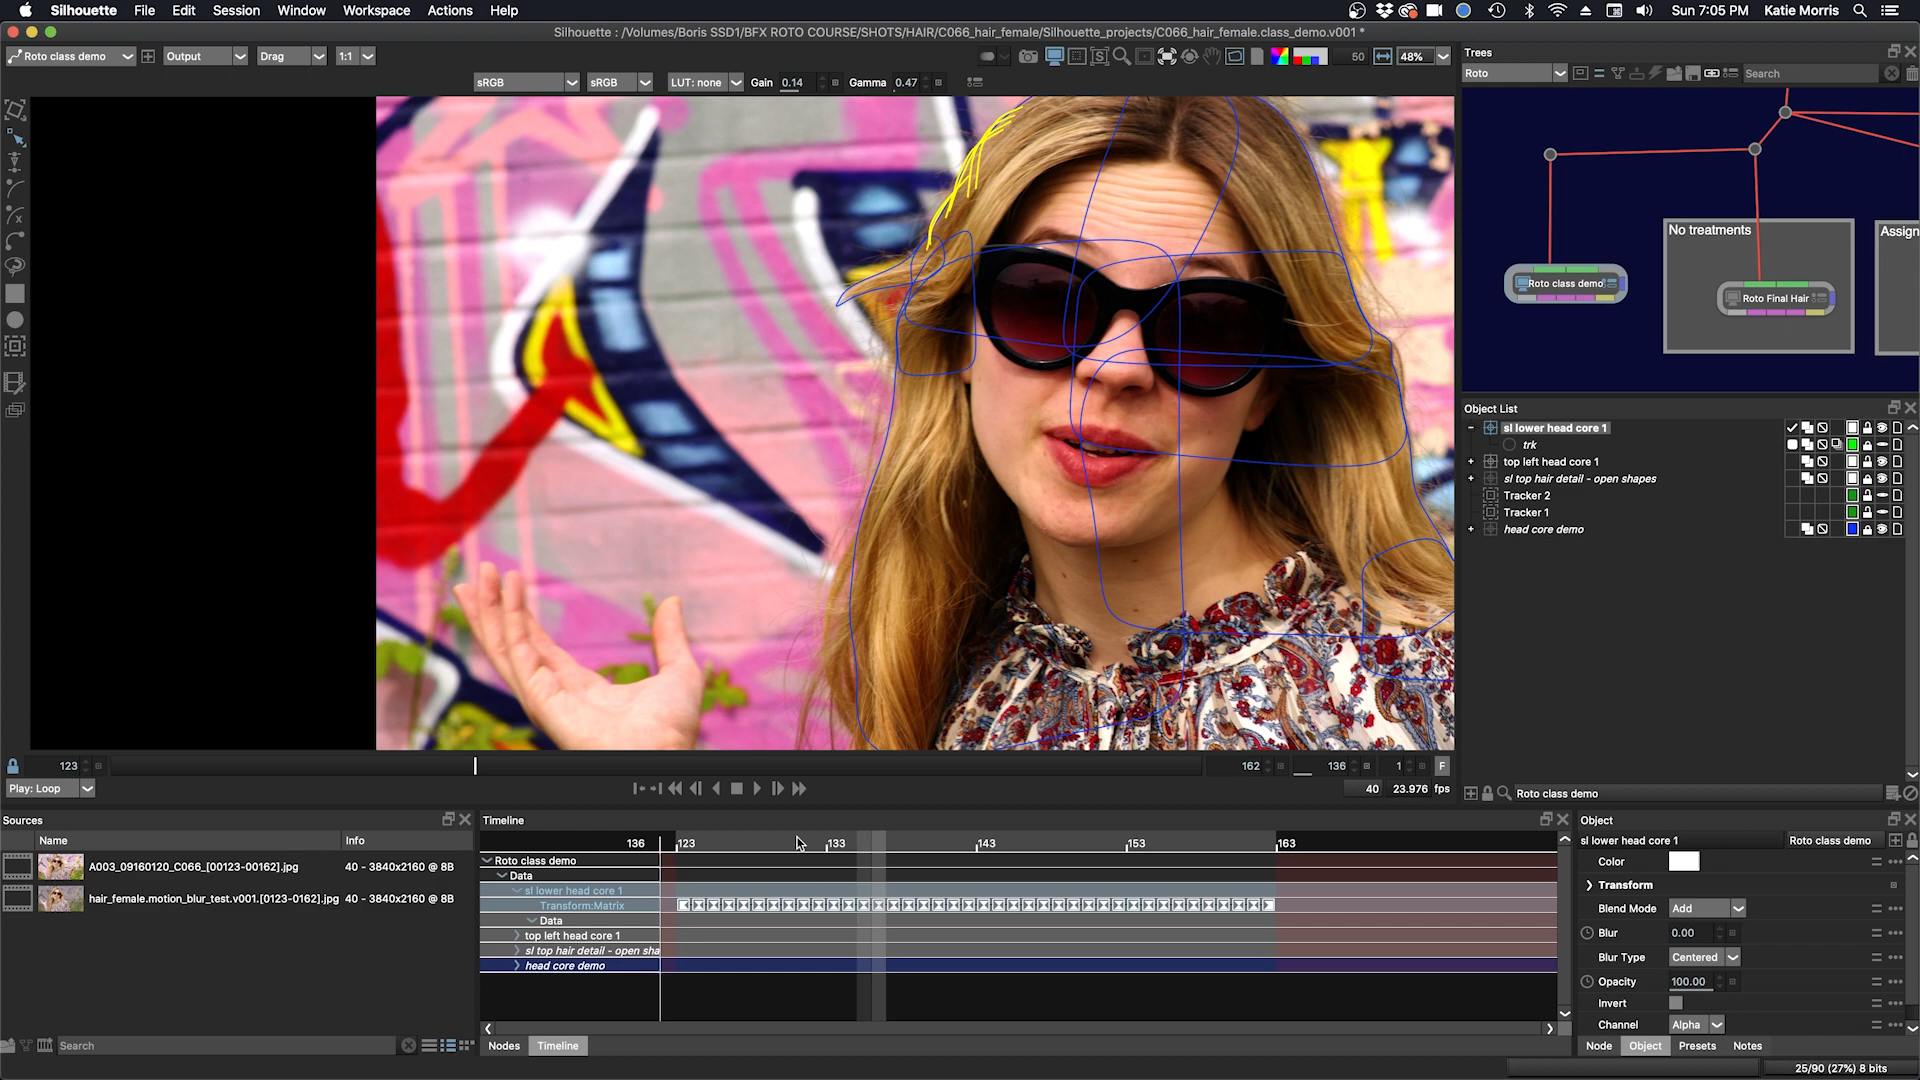 Silhouette File Edit Session Window Workspace Actions Help Sun 7:05 PM Katie Morris
Silhouette : /Volumes/Boris SSD1/BFX ROTO COURSE/SHOTS/HAIR/C066_hair_female/Silhouette_projects/C066_hair_female.class_demo.v001 *
Roto class demo Output Drag 1:1 50 48%
sRGB sRGB LUT: none Gain 0.14 Gamma 0.47
Trees
Roto Search
No treatments
Assign
Roto class demo
Roto Final Hair
Object List
sl lower head core 1
trk
top left head core 1
sl top hair detail - open shapes
Tracker 2
Tracker 1
head core demo
Roto class demo
123 162 136 1 F
Play: Loop 40 23.976 fps
Sources
Name Info
A003_09160120_C066_[00123-00162].jpg 40 - 3840x2160 @ 8B
hair_female.motion_blur_test.v001.[0123-0162].jpg 40 - 3840x2160 @ 8B
Search
Timeline
136 123 133 143 153 163
Roto class demo
Data
sl lower head core 1
Transform:Matrix
Data
top left head core 1
sl top hair detail - open sha
head core demo
Nodes Timeline
Object
sl lower head core 1 Roto class demo
Color
Transform
Blend Mode Add
Blur 0.00
Blur Type Centered
Opacity 100.00
Invert
Channel Alpha
Node Object Presets Notes
25/90 (27%) 8 bits